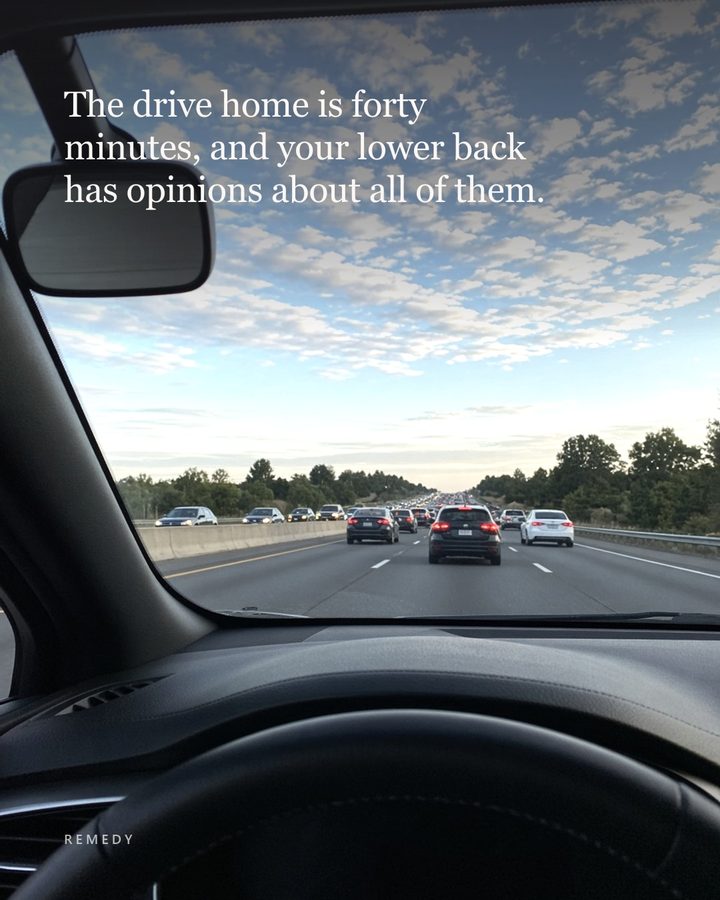 The drive home is forty
minutes, and your lower back
has opinions about all of them.
REMEDY